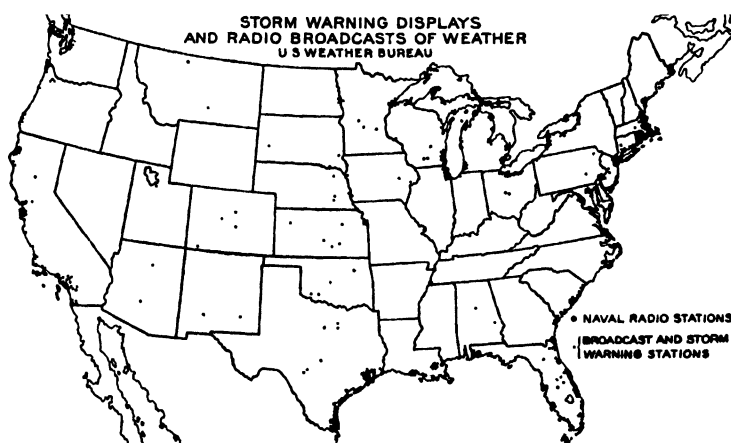 STORM WARNING DISPLAYS
AND RADIO BROADCASTS OF WEATHER
U S WEATHER BUREAU
NAVAL RADIO STATIONS
BROADCAST AND STORM
WARNING STATIONS